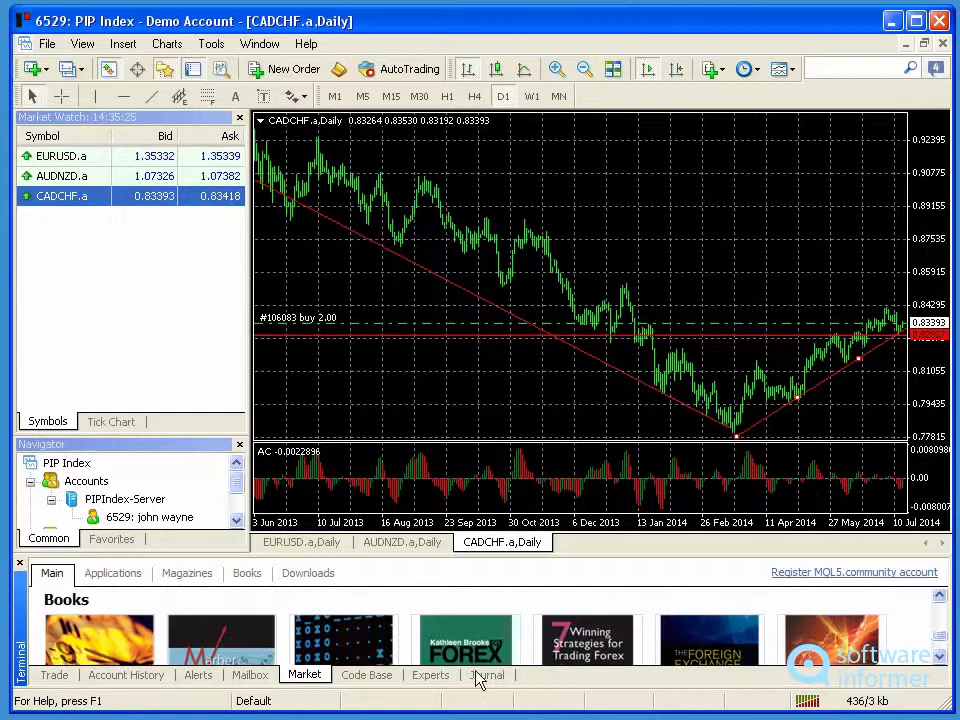 6529: PIP Index - Demo Account - [CADCHF.a,Daily]
File View Insert Charts Tools Window Help
New Order AutoTrading 4
A T M1 M5 M15 M30 H1 H4 D1 W1 MN
Market Watch: 14:35:25
Symbol Bid Ask
EURUSD.a 1.35332 1.35339
AUDNZD.a 1.07326 1.07382
CADCHF.a 0.83393 0.83418
Symbols Tick Chart
Navigator
PIP Index
Accounts
PIPIndex-Server
6529: john wayne
Common Favorites
CADCHF.a,Daily 0.83264 0.83530 0.83192 0.83393
0.92395
0.90775
0.89155
0.87535
0.85915
0.84295
#106083 buy 2.00
0.83393
0.81055
0.79435
0.77815
AC -0.0022896
0.0080980
0.00
3 Jun 2013 10 Jul 2013 16 Aug 2013 23 Sep 2013 30 Oct 2013 6 Dec 2013 13 Jan 2014 26 Feb 2014 11 Apr 2014 27 May 2014 10 Jul 2014
EURUSD.a,Daily AUDNZD.a,Daily CADCHF.a,Daily
Main Applications Magazines Books Downloads Register MQL5.community account
Books
Kathleen Brooks
FOREX
7 Winning
Strategies for
Trading Forex
THE FOREIGN
EXCHANGE
Terminal
Trade Account History Alerts Mailbox Market Code Base Experts Journal
software
informer
For Help, press F1 Default 436/3 kb